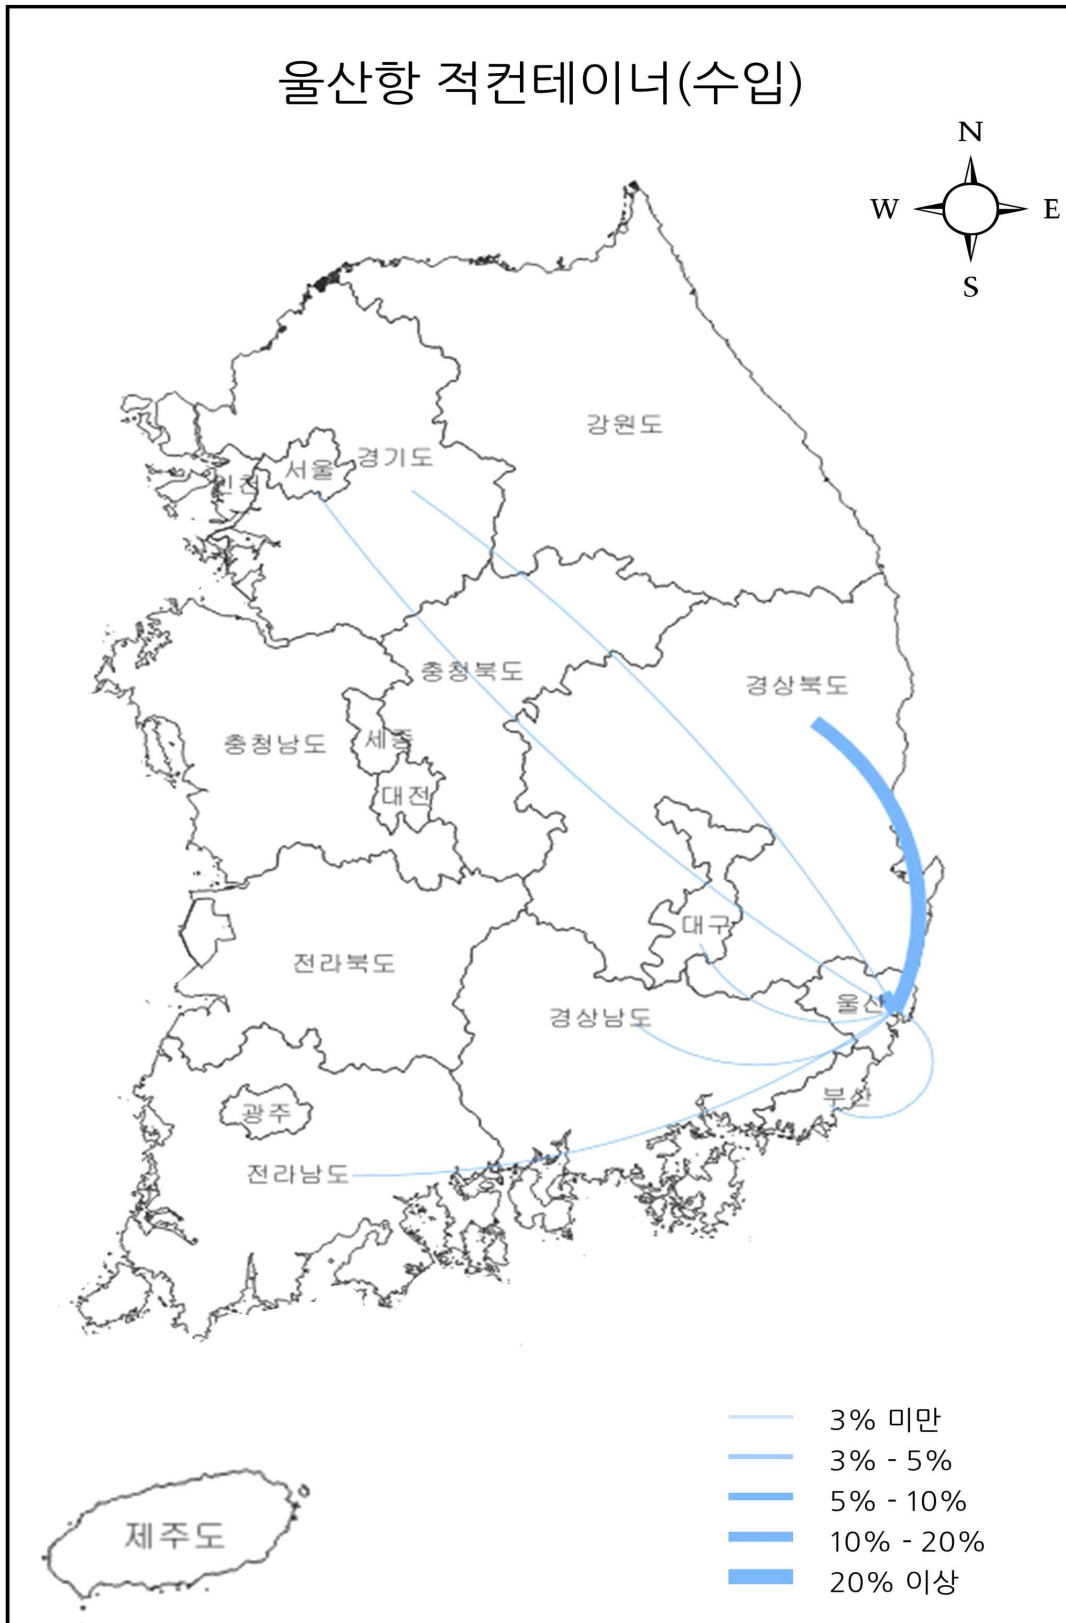 울산항 적컨테이너(수입)
N
W
E
S
강원도
경기도
서울
인천
충청북도
경상북도
세종
충청남도
대전
대구
전라북도
울산
경상남도
부산
광주
전라남도
3% 미만
3% - 5%
5% - 10%
10% - 20%
20% 이상
제주도